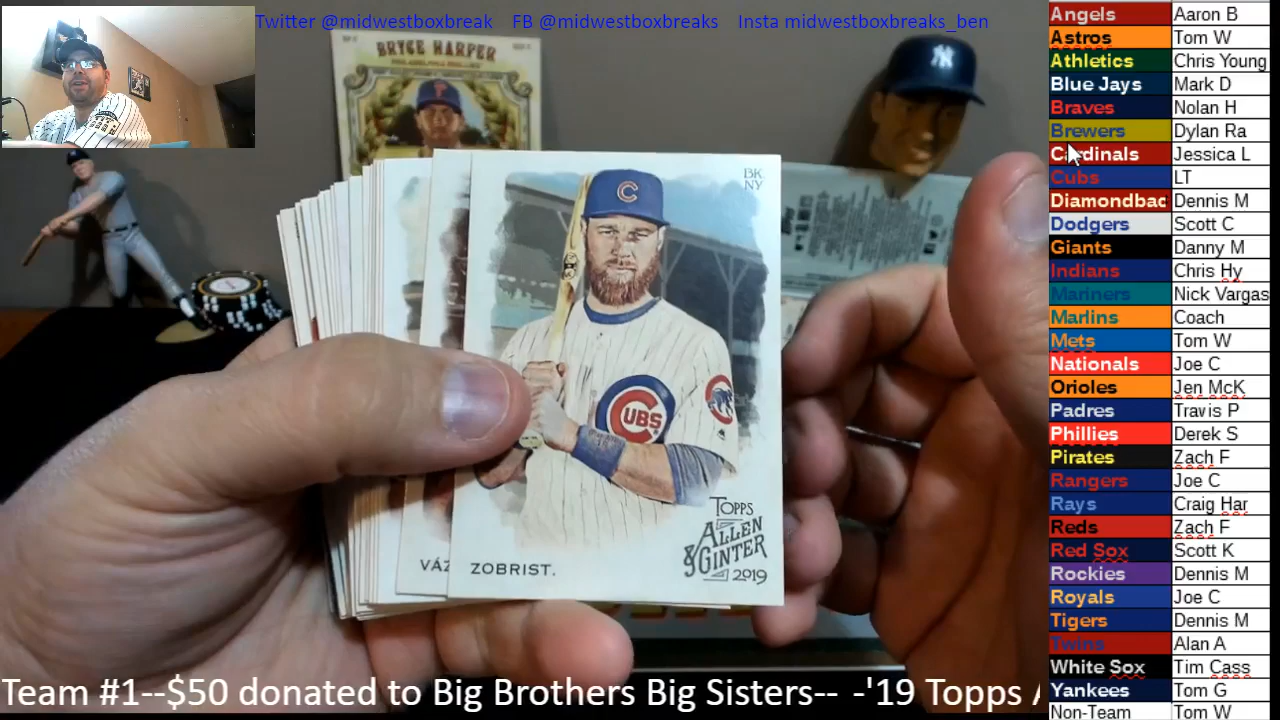 Twitter @midwestboxbreak FB @midwestboxbreaks Insta midwestboxbreaks_ben
BRYCE HARPER
BK
NY
C
CUBS
VÁZ
ZOBRIST.
TOPPS
ALLEN
& GINTER
2019
Angels Aaron B
Astros Tom W
Athletics Chris Young
Blue Jays Mark D
Braves Nolan H
Brewers Dylan Ra
Cardinals Jessica L
Cubs LT
Diamondbac Dennis M
Dodgers Scott C
Giants Danny M
Indians Chris Hy
Mariners Nick Vargas
Marlins Coach
Mets Tom W
Nationals Joe C
Orioles Jen McK
Padres Travis P
Phillies Derek S
Pirates Zach F
Rangers Joe C
Rays Craig Har
Reds Zach F
Red Sox Scott K
Rockies Dennis M
Royals Joe C
Tigers Dennis M
Twins Alan A
White Sox Tim Cass
Yankees Tom G
Non-Team Tom W
Team #1--$50 donated to Big Brothers Big Sisters-- -'19 Topps A